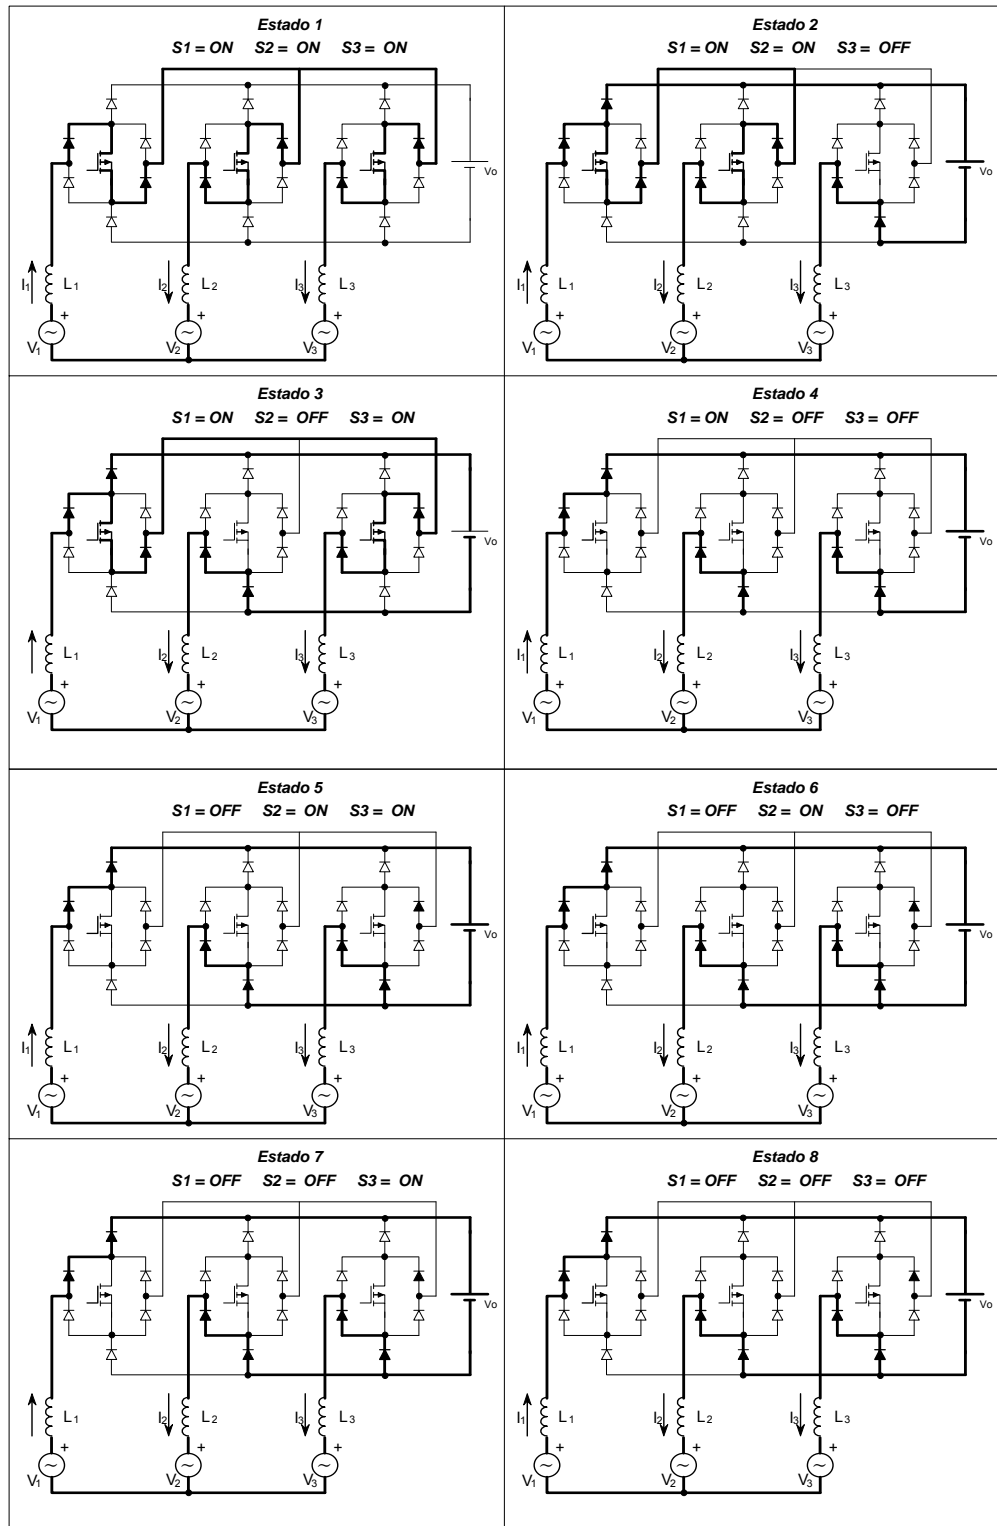 Estado 1
S1 = ON S2 = ON S3 = ON
Vo
I1 L1 I2 L2 I3 L3
+ + +
V1 V2 V3
Estado 2
S1 = ON S2 = ON S3 = OFF
Vo
I1 L1 I2 L2 I3 L3
+ + +
V1 V2 V3
Estado 3
S1 = ON S2 = OFF S3 = ON
Vo
L1 I2 L2 I3 L3
+ + +
V1 V2 V3
Estado 4
S1 = ON S2 = OFF S3 = OFF
Vo
I1 L1 I2 L2 I3 L3
+ + +
V1 V2 V3
Estado 5
S1 = OFF S2 = ON S3 = ON
Vo
I1 L1 I2 L2 I3 L3
+ + +
V1 V2 V3
Estado 6
S1 = OFF S2 = ON S3 = OFF
Vo
I1 L1 I2 L2 I3 L3
+ + +
V1 V2 V3
Estado 7
S1 = OFF S2 = OFF S3 = ON
Vo
L1 I2 L2 I3 L3
+ + +
V1 V2 V3
Estado 8
S1 = OFF S2 = OFF S3 = OFF
Vo
I1 L1 I2 L2 I3 L3
+ + +
V1 V2 V3